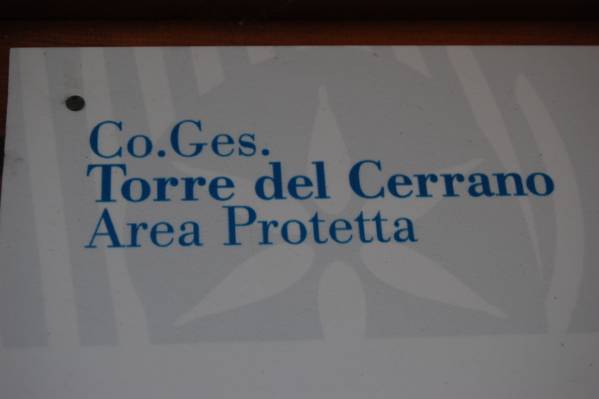 Co.Ges.
Torre del Cerrano
Area Protetta